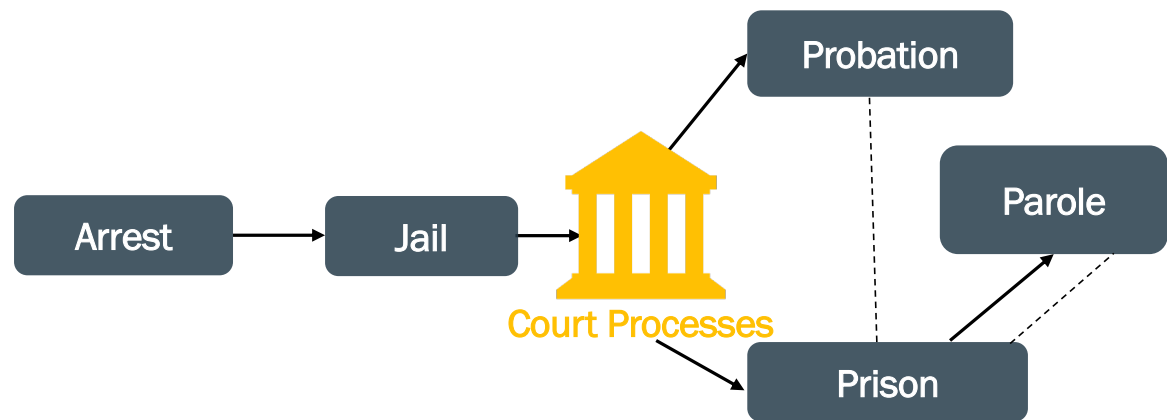 Arrest
Jail
Court Processes
Probation
Parole
Prison